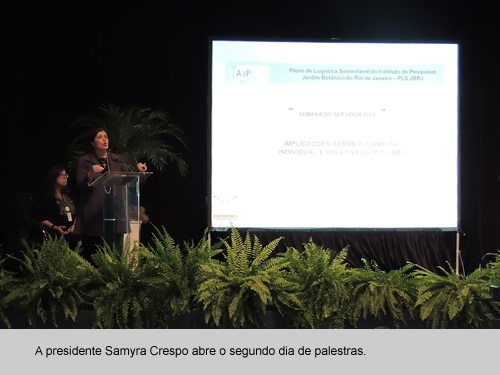 A3P
Plano de Logística Sustentável do Instituto de Pesquisas
Jardim Botânico do Rio de Janeiro – PLS JBRJ
SEMANA DO SERVIDOR 2013
IMPLICAÇÕES SOBRE A CONDUTA
INDIVIDUAL E COLETIVA DO PLS JBRJ
A presidente Samyra Crespo abre o segundo dia de palestras.